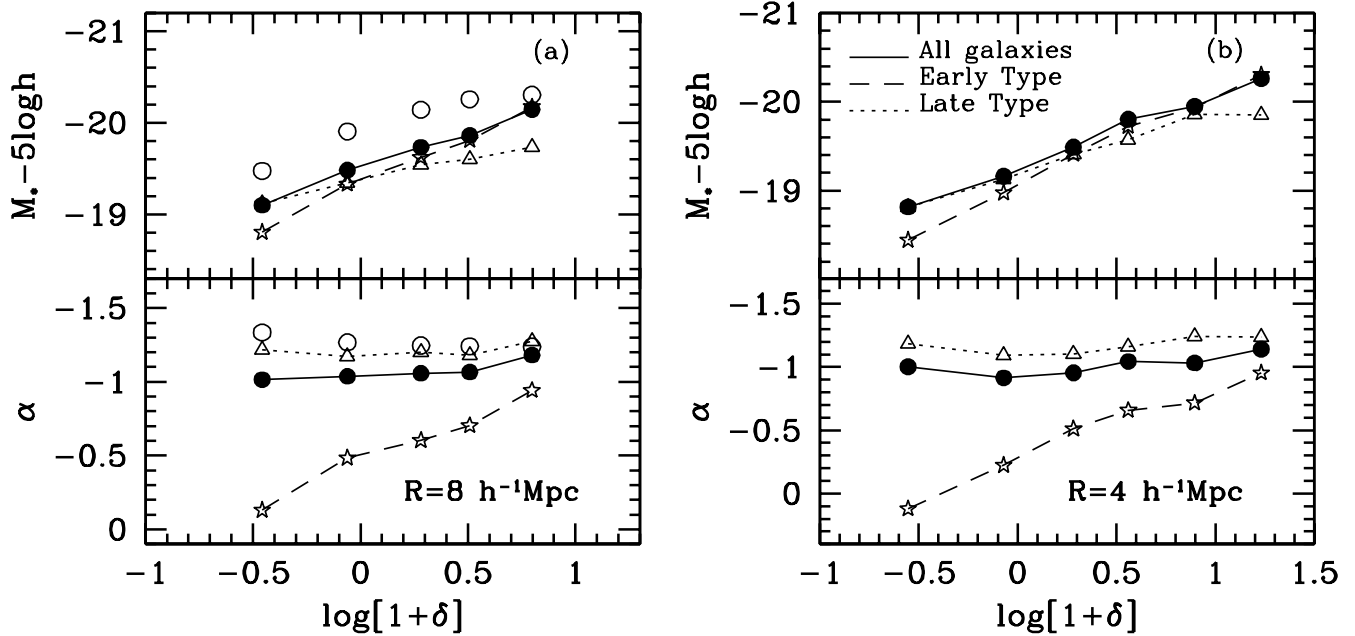 −21
−20
−19
M*−5logh
(a)
−1.5
−1
−0.5
0
α
R=8 h⁻¹Mpc
−1 −0.5 0 0.5 1
log[1+δ]
−21
−20
−19
M*−5logh
(b)
All galaxies
Early Type
Late Type
−1.5
−1
−0.5
0
α
R=4 h⁻¹Mpc
−1 −0.5 0 0.5 1 1.5
log[1+δ]